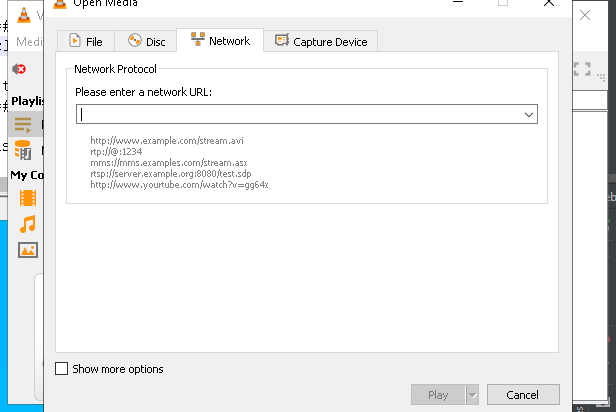 Open Media
File
Disc
Network
Capture Device
Network Protocol
Please enter a network URL:
http://www.example.com/stream.avi
rtp://@:1234
mms://mms.examples.com/stream.asx
rtsp://server.example.org:8080/test.sdp
http://www.yourtube.com/watch?v=gg64x
Show more options
Play
Cancel
Medi
Playlis
My Co